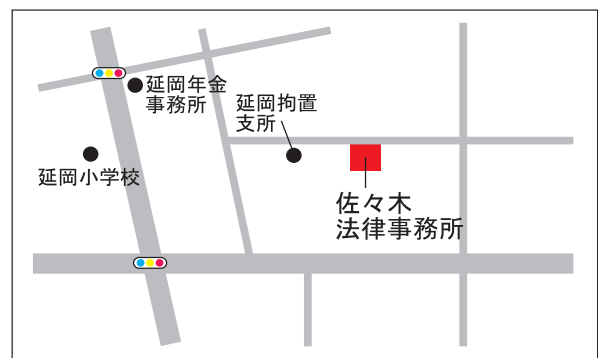 延岡年金
事務所
延岡拘置
支所
延岡小学校
佐々木
法律事務所